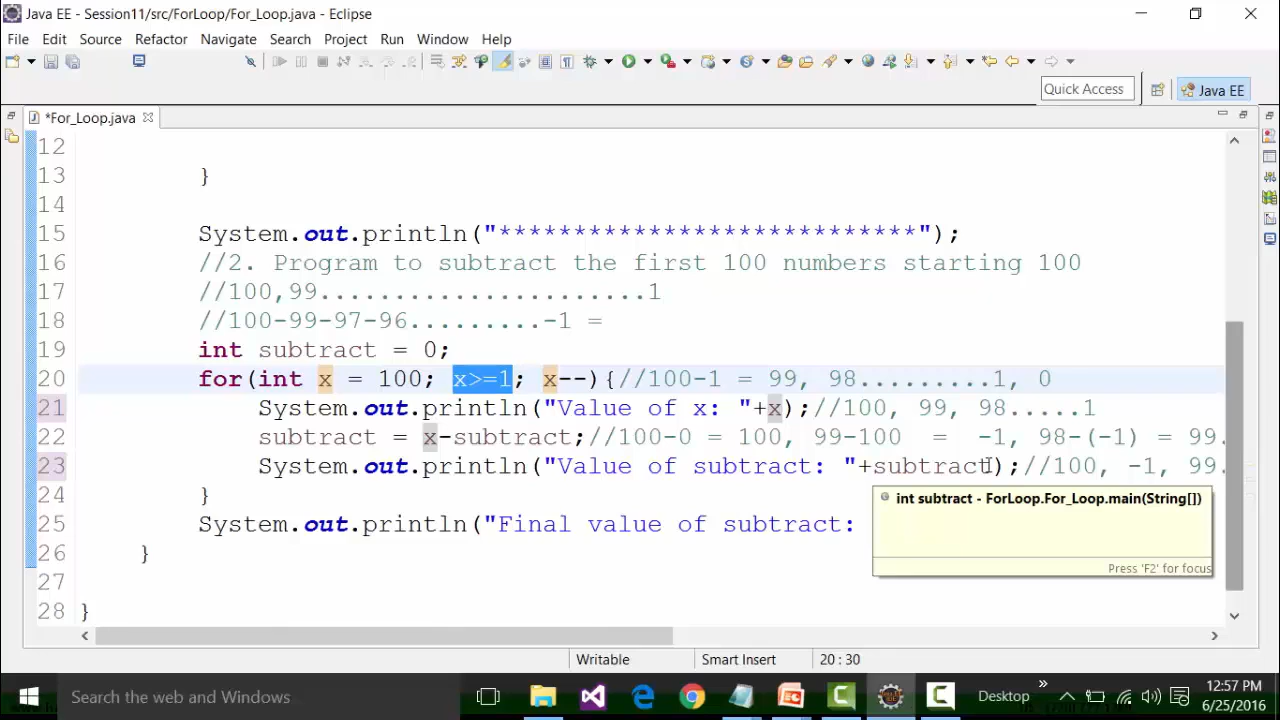 Java EE - Session11/src/ForLoop/For_Loop.java - Eclipse
File Edit Source Refactor Navigate Search Project Run Window Help
Quick Access Java EE
*For_Loop.java
12
13 }
14
15 System.out.println("****************************");
16 //2. Program to subtract the first 100 numbers starting 100
17 //100,99......................1
18 //100-99-97-96.........-1 =
19 int subtract = 0;
20 for(int x = 100; x>=1; x--){//100-1 = 99, 98.........1, 0
21 System.out.println("Value of x: "+x);//100, 99, 98.....1
22 subtract = x-subtract;//100-0 = 100, 99-100 = -1, 98-(-1) = 99.
23 System.out.println("Value of subtract: "+subtract);//100, -1, 99.
24 }
int subtract - ForLoop.For_Loop.main(String[])
25 System.out.println("Final value of subtract:
26 }
Press 'F2' for focus
27
28 }
Writable Smart Insert 20 : 30
Search the web and Windows
Desktop
12:57 PM
6/25/2016